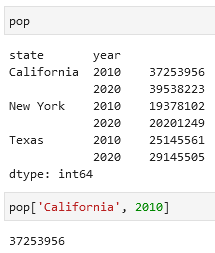 pop
state       year
California  2010    37253956
            2020    39538223
New York    2010    19378102
            2020    20201249
Texas       2010    25145561
            2020    29145505
dtype: int64
pop['California', 2010]
37253956